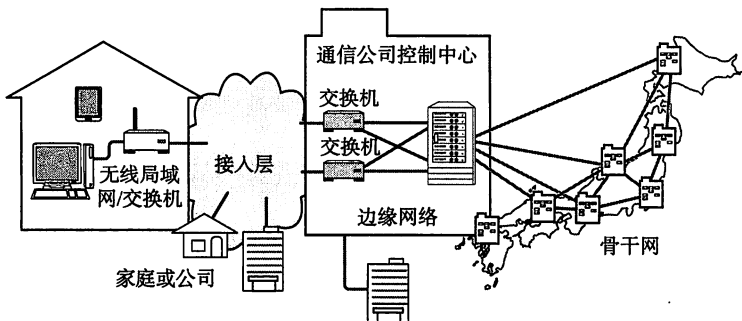 通信公司控制中心
交换机
交换机
无线局域
网/交换机
接入层
边缘网络
家庭或公司
骨干网